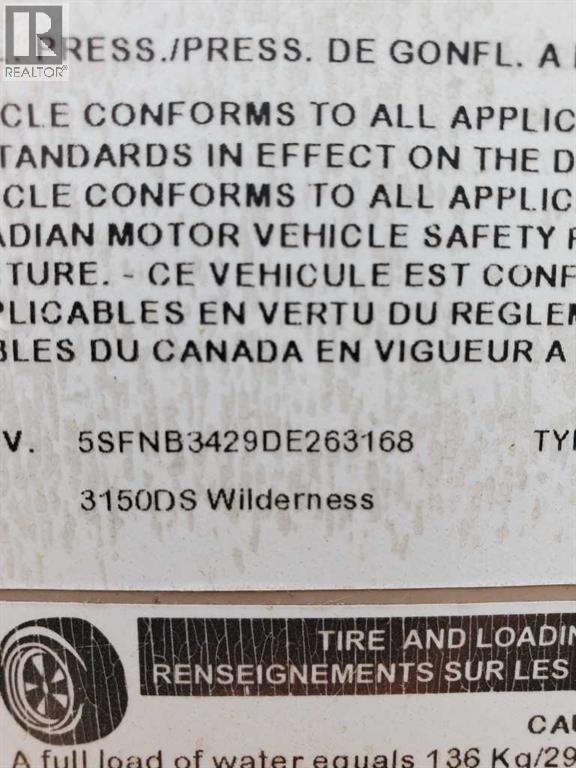 REALTOR®
. PRESS./PRESS. DE GONFL. A
CLE CONFORMS TO ALL APPLIC
TANDARDS IN EFFECT ON THE D
CLE CONFORMS TO ALL APPLIC
ADIAN MOTOR VEHICLE SAFETY
TURE. - CE VEHICULE EST CONF
PLICABLES EN VERTU DU REGLEM
BLES DU CANADA EN VIGUEUR A
V. 5SFNB3429DE263168 TYP
3150DS Wilderness
TIRE AND LOADIN
RENSEIGNEMENTS SUR LES
CAU
A full load of water equals 136 Kg/29